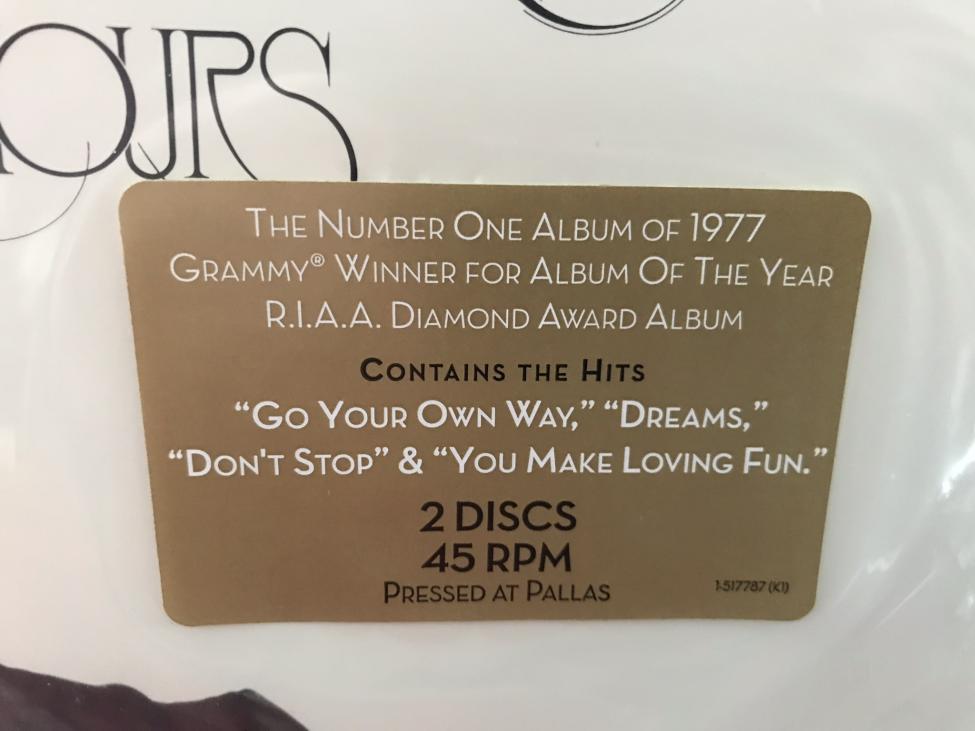 OURS
THE NUMBER ONE ALBUM OF 1977
GRAMMY® WINNER FOR ALBUM OF THE YEAR
R.I.A.A. DIAMOND AWARD ALBUM
CONTAINS THE HITS
“GO YOUR OWN WAY,” “DREAMS,”
“DON'T STOP” & “YOU MAKE LOVING FUN.”
2 DISCS
45 RPM
PRESSED AT PALLAS
1-517787 (K1)